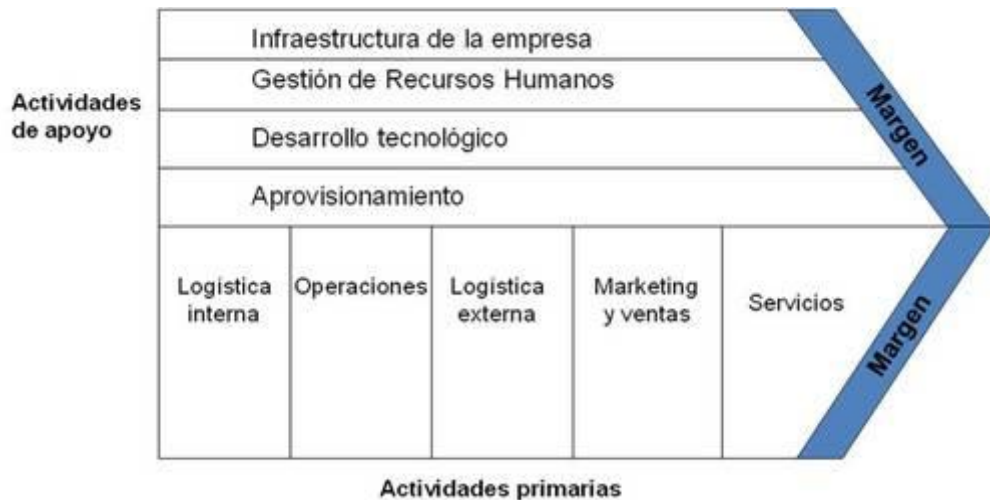 Infraestructura de la empresa
Gestión de Recursos Humanos
Desarrollo tecnológico
Aprovisionamiento
Actividades
de apoyo
Margen
Logística
interna
Operaciones
Logística
externa
Marketing
y ventas
Servicios
Margen
Actividades primarias